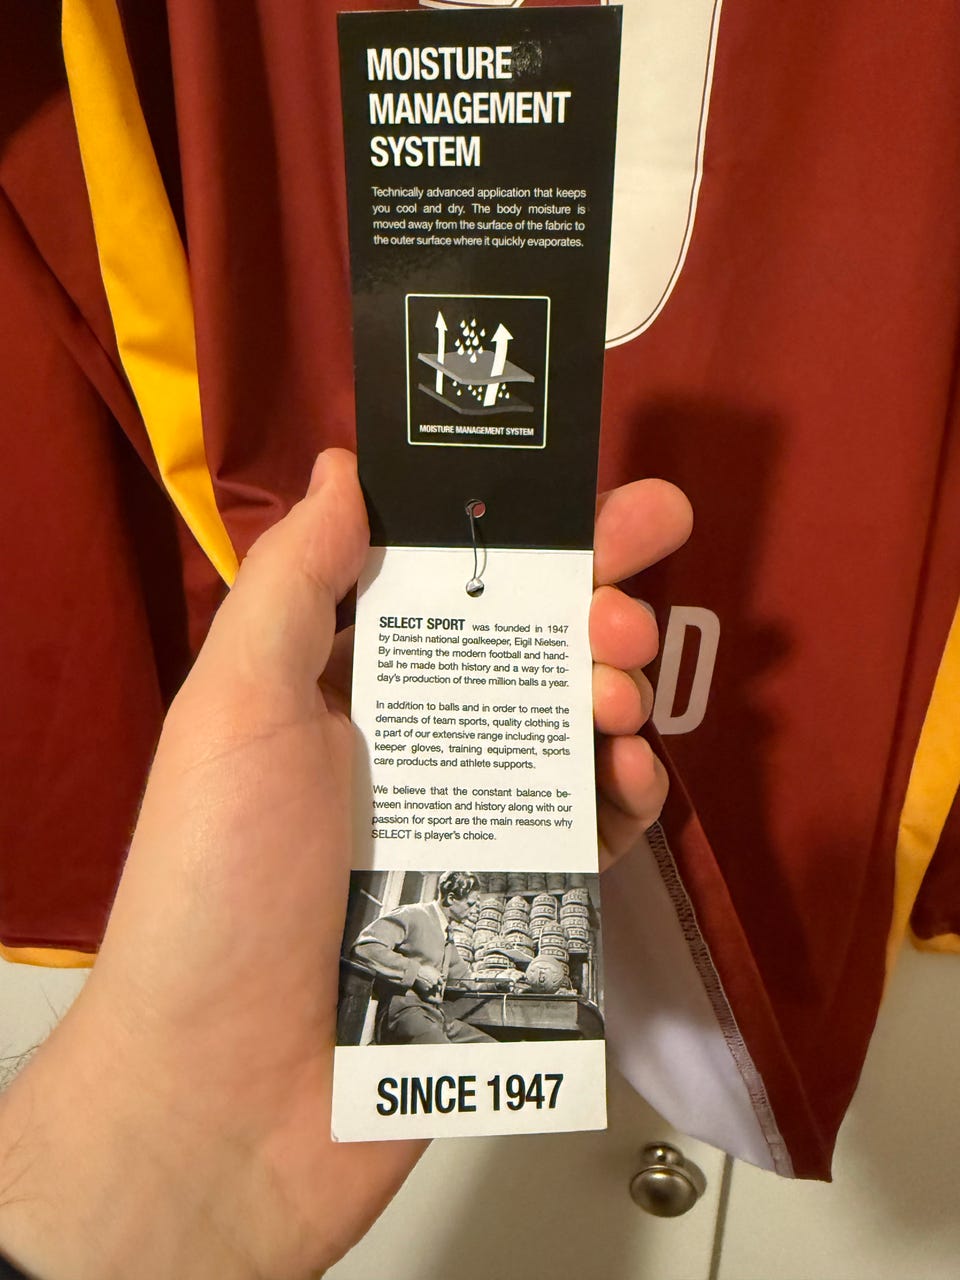 MOISTURE
MANAGEMENT
SYSTEM
Technically advanced application that keeps
you cool and dry. The body moisture is
moved away from the surface of the fabric to
the outer surface where it quickly evaporates.
MOISTURE MANAGEMENT SYSTEM
SELECT SPORT was founded in 1947
by Danish national goalkeeper, Eigil Nielsen.
By inventing the modern football and hand-
ball he made both history and a way for to-
day's production of three million balls a year.
In addition to balls and in order to meet the
demands of team sports, quality clothing is
a part of our extensive range including goal-
keeper gloves, training equipment, sports
care products and athlete supports.
We believe that the constant balance be-
tween innovation and history along with our
passion for sport are the main reasons why
SELECT is player's choice.
SINCE 1947
D